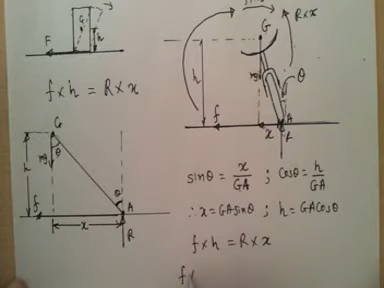 G
h
F
f x h = R x x
G
R x x
h
mg
θ
f
x
A
R
G
h
mg
θ
θ
f
x
A
R
sinθ = x/GA ; Cosθ = h/GA
∴ x = GA sinθ ; h = GA Cosθ
f x h = R x x
f x